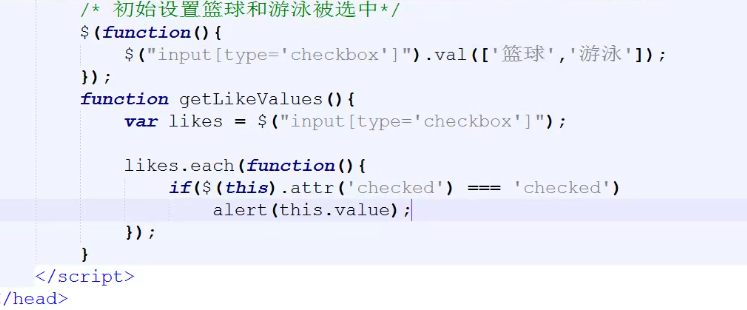 /* 初始设置篮球和游泳被选中*/
$(function(){
$("input[type='checkbox']").val(['篮球','游泳']);
});
function getLikeValues(){
var likes = $("input[type='checkbox']");
likes.each(function(){
if($(this).attr('checked') === 'checked')
alert(this.value);
});
}
</script>
/head>